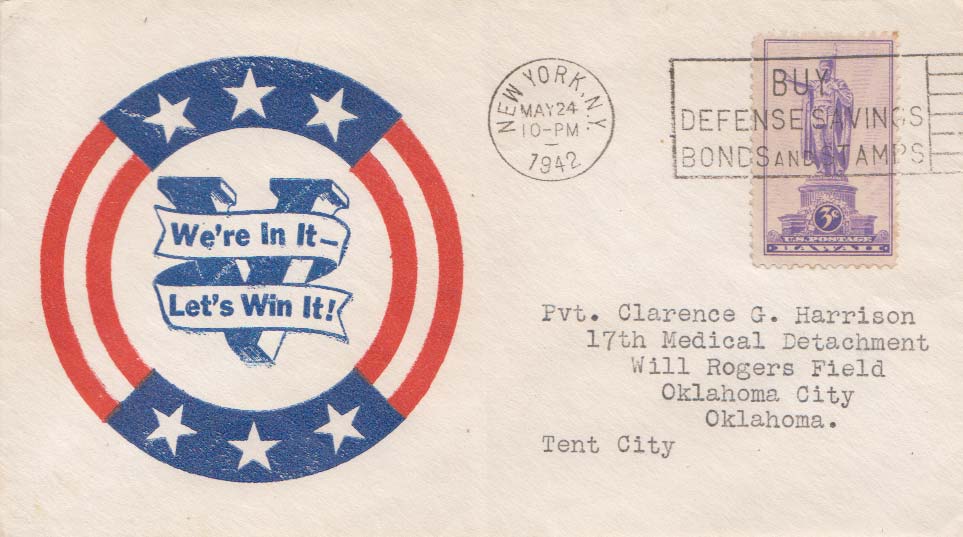 We're In It—
Let's Win It!
NEW YORK, N.Y.
MAY 24
10-PM
1942
BUY
DEFENSE SAVINGS
BONDS AND STAMPS
3¢
U.S. POSTAGE
HAWAII
Pvt. Clarence G. Harrison
17th Medical Detachment
Will Rogers Field
Oklahoma City
Oklahoma.
Tent City